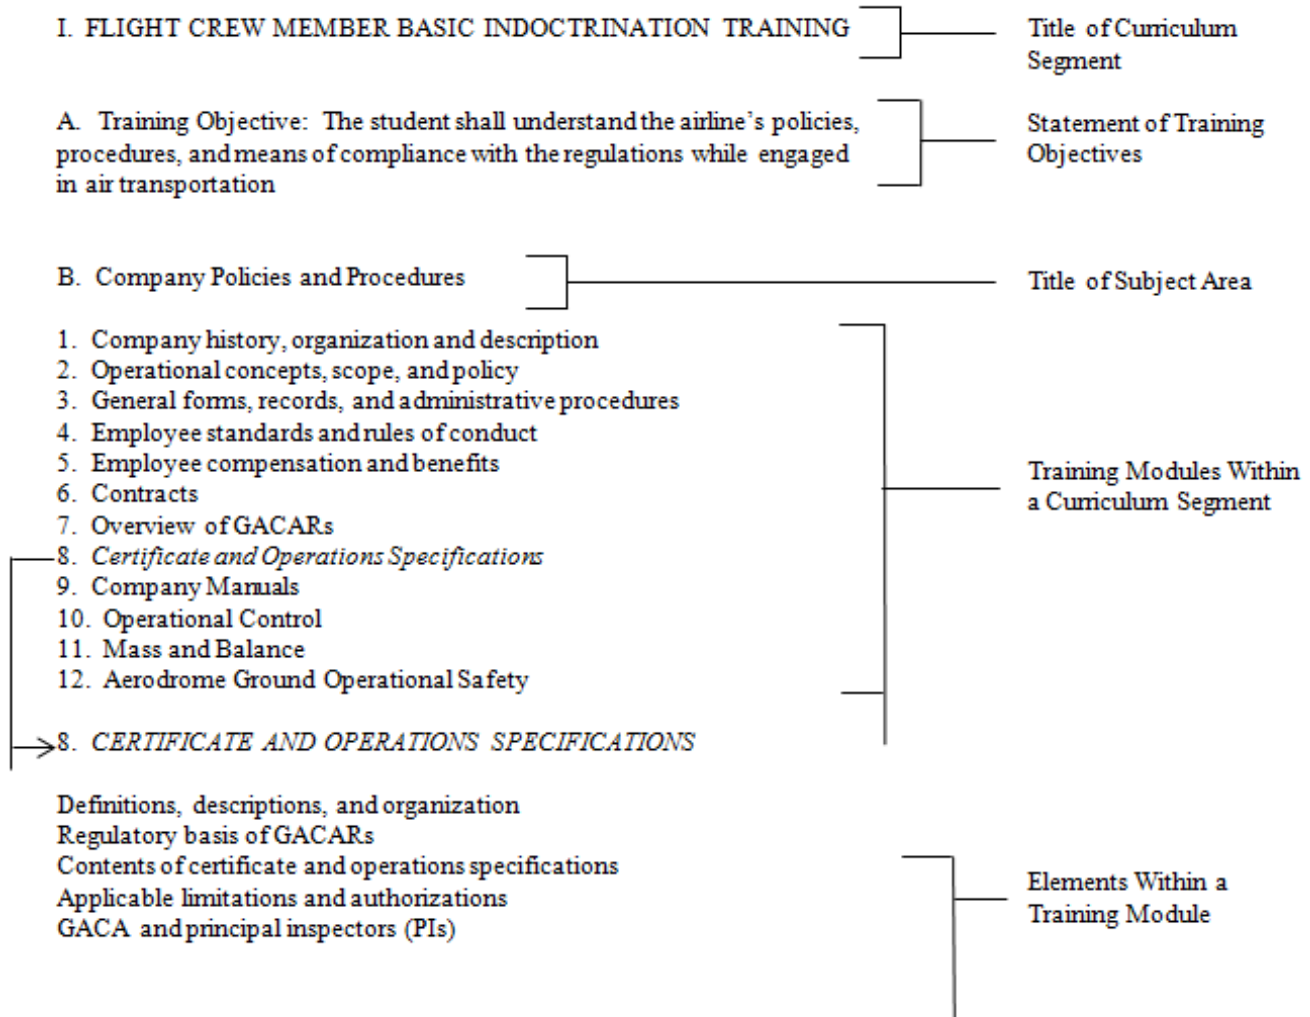 I. FLIGHT CREW MEMBER BASIC INDOCTRINATION TRAINING
Title of Curriculum
Segment
A. Training Objective: The student shall understand the airline's policies,
procedures, and means of compliance with the regulations while engaged
in air transportation
Statement of Training
Objectives
B. Company Policies and Procedures
Title of Subject Area
1. Company history, organization and description
2. Operational concepts, scope, and policy
3. General forms, records, and administrative procedures
4. Employee standards and rules of conduct
5. Employee compensation and benefits
6. Contracts
7. Overview of GACARs
8. Certificate and Operations Specifications
9. Company Manuals
10. Operational Control
11. Mass and Balance
12. Aerodrome Ground Operational Safety
Training Modules Within
a Curriculum Segment
8. CERTIFICATE AND OPERATIONS SPECIFICATIONS
Definitions, descriptions, and organization
Regulatory basis of GACARs
Contents of certificate and operations specifications
Applicable limitations and authorizations
GACA and principal inspectors (PIs)
Elements Within a
Training Module